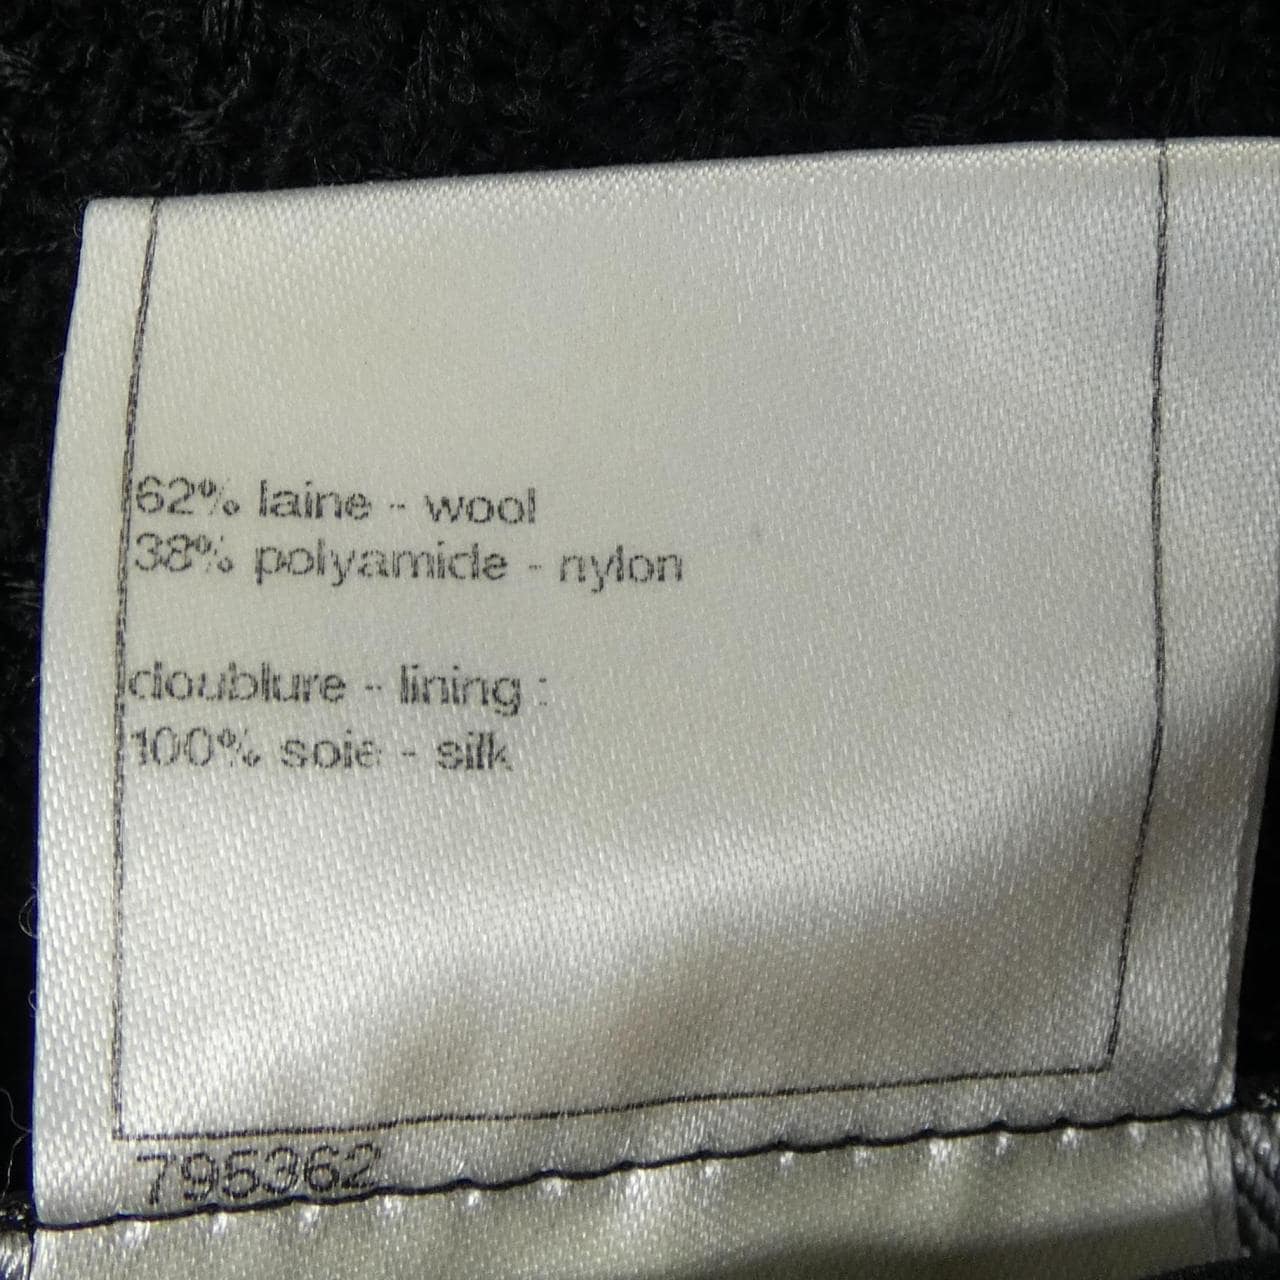 62% laine - wool
38% polyamide - nylon
doublure - lining :
100% soie - silk
795362